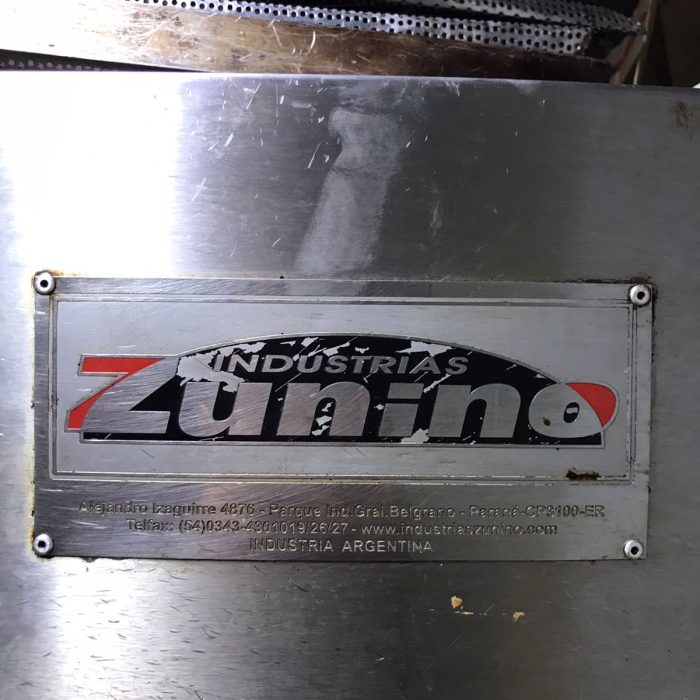 INDUSTRIAS
Zunino
Alejandro Izaguirre 4876 - Parque Ind.Gral.Belgrano - Paraná-CP3100-ER
Telfax: (54)0343-4301019/26/27 - www.industriaszunino.com
INDUSTRIA ARGENTINA